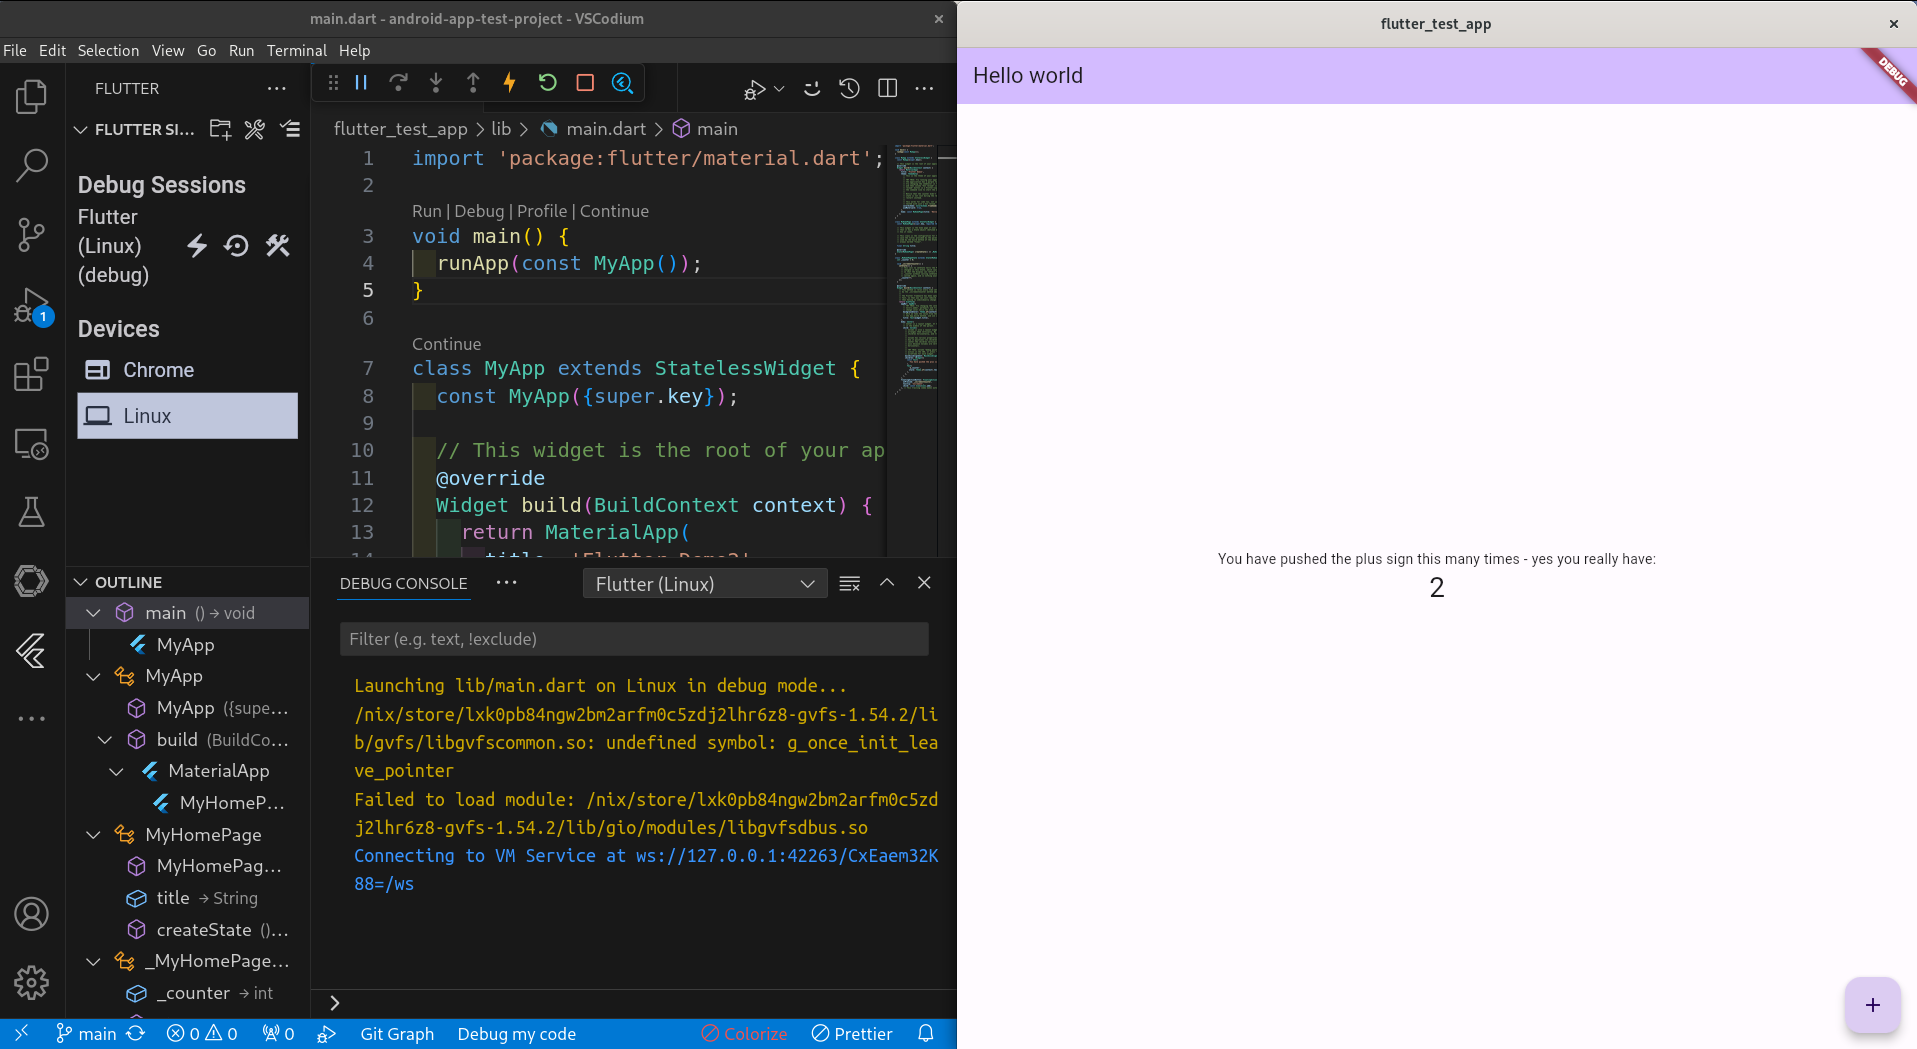 main.dart - android-app-test-project - VSCodium
File Edit Selection View Go Run Terminal Help
FLUTTER
FLUTTER SI...
Debug Sessions
Flutter
(Linux)
(debug)
1
Devices
Chrome
Linux
OUTLINE
main () → void
MyApp
MyApp
MyApp ({supe...
build (BuildCo...
MaterialApp
MyHomeP...
MyHomePage
MyHomePag...
title → String
createState ()...
_MyHomePage...
_counter → int
flutter_test_app > lib > main.dart > main
1 import 'package:flutter/material.dart';
2
Run | Debug | Profile | Continue
3 void main() {
4 runApp(const MyApp());
5 }
6
Continue
7 class MyApp extends StatelessWidget {
8 const MyApp({super.key});
9
10 // This widget is the root of your ap
11 @override
12 Widget build(BuildContext context) {
13 return MaterialApp(
DEBUG CONSOLE
Flutter (Linux)
Filter (e.g. text, !exclude)
Launching lib/main.dart on Linux in debug mode...
/nix/store/lxk0pb84ngw2bm2arfm0c5zdj2lhr6z8-gvfs-1.54.2/li
b/gvfs/libgvfscommon.so: undefined symbol: g_once_init_lea
ve_pointer
Failed to load module: /nix/store/lxk0pb84ngw2bm2arfm0c5zd
j2lhr6z8-gvfs-1.54.2/lib/gio/modules/libgvfsdbus.so
Connecting to VM Service at ws://127.0.0.1:42263/CxEaem32K
88=/ws
main 0 0 0 Git Graph Debug my code Colorize Prettier
flutter_test_app
Hello world
DEBUG
You have pushed the plus sign this many times - yes you really have:
2
+